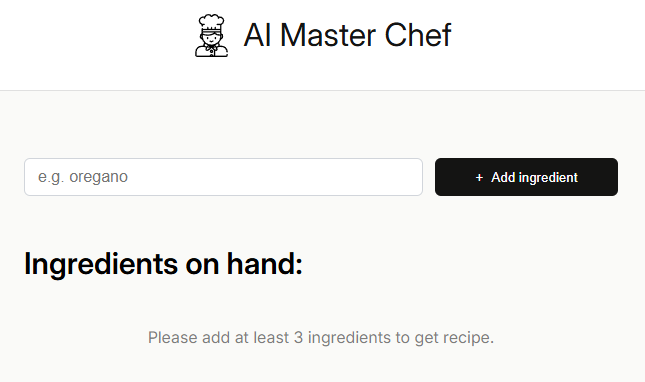 AI Master Chef
e.g. oregano
+ Add ingredient
Ingredients on hand:
Please add at least 3 ingredients to get recipe.